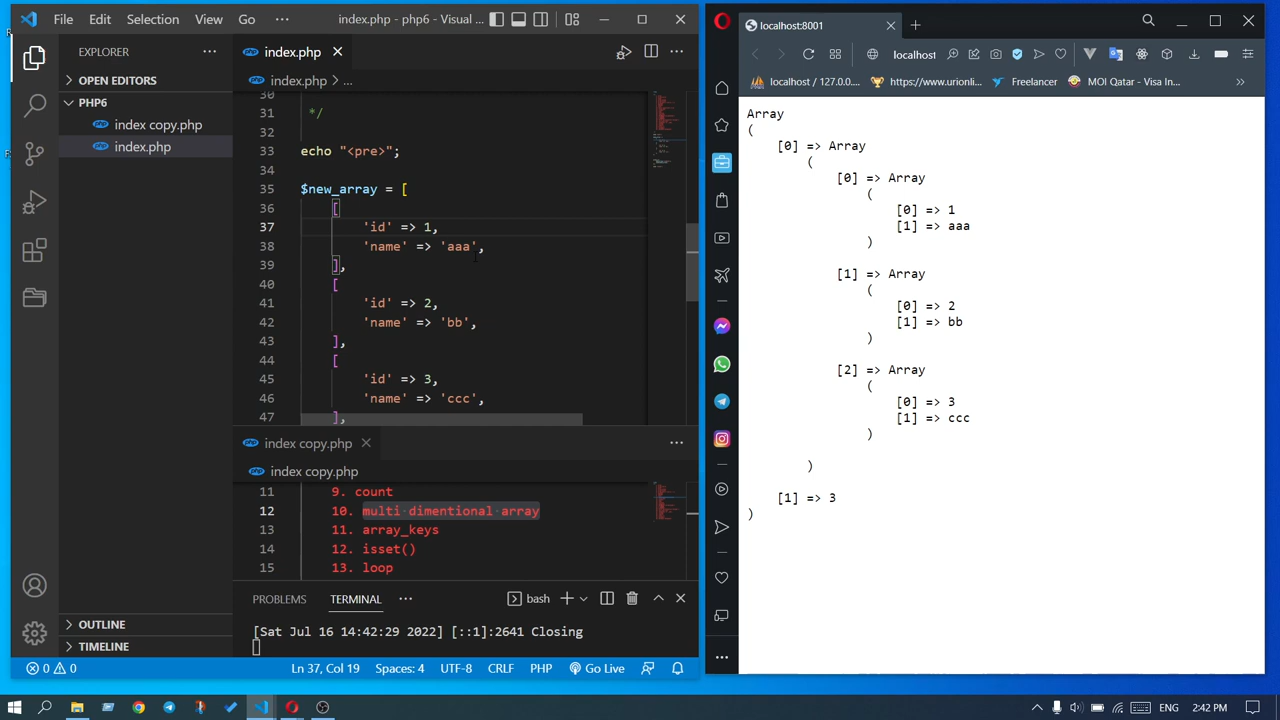 File Edit Selection View Go ··· index.php - php6 - Visual ...
localhost:8001
EXPLORER
index.php
localhost
OPEN EDITORS
index.php > ...
localhost / 127.0.0....
https://www.unionli...
Freelancer
MOI Qatar - Visa In...
PHP6
index copy.php
index.php
30
31 */
32
33 echo "<pre>";
34
35 $new_array = [
36 [
37 'id' => 1,
38 'name' => 'aaa',
39 ],
40 [
41 'id' => 2,
42 'name' => 'bb',
43 ],
44 [
45 'id' => 3,
46 'name' => 'ccc',
47 ],
index copy.php
index copy.php
11 9. count
12 10. multi·dimentional·array
13 11. array_keys
14 12. isset()
15 13. loop
PROBLEMS TERMINAL ··· bash
[Sat Jul 16 14:42:29 2022] [::1]:2641 Closing
OUTLINE
TIMELINE
0 0 Ln 37, Col 19 Spaces: 4 UTF-8 CRLF PHP Go Live
Array
(
[0] => Array
(
[0] => Array
(
[0] => 1
[1] => aaa
)
[1] => Array
(
[0] => 2
[1] => bb
)
[2] => Array
(
[0] => 3
[1] => ccc
)
)
[1] => 3
)
ENG 2:42 PM